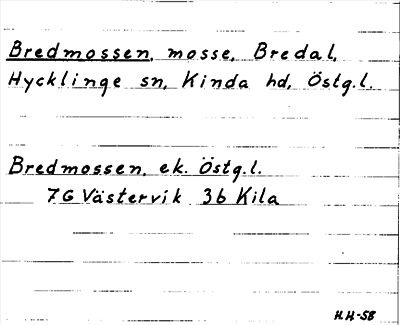 Bredmossen, mosse, Bredal,
Hycklinge sn, Kinda hd, Östg.l.
Bredmossen, ek. Östg.l.
7G Västervik 3b Kila
H.H-58